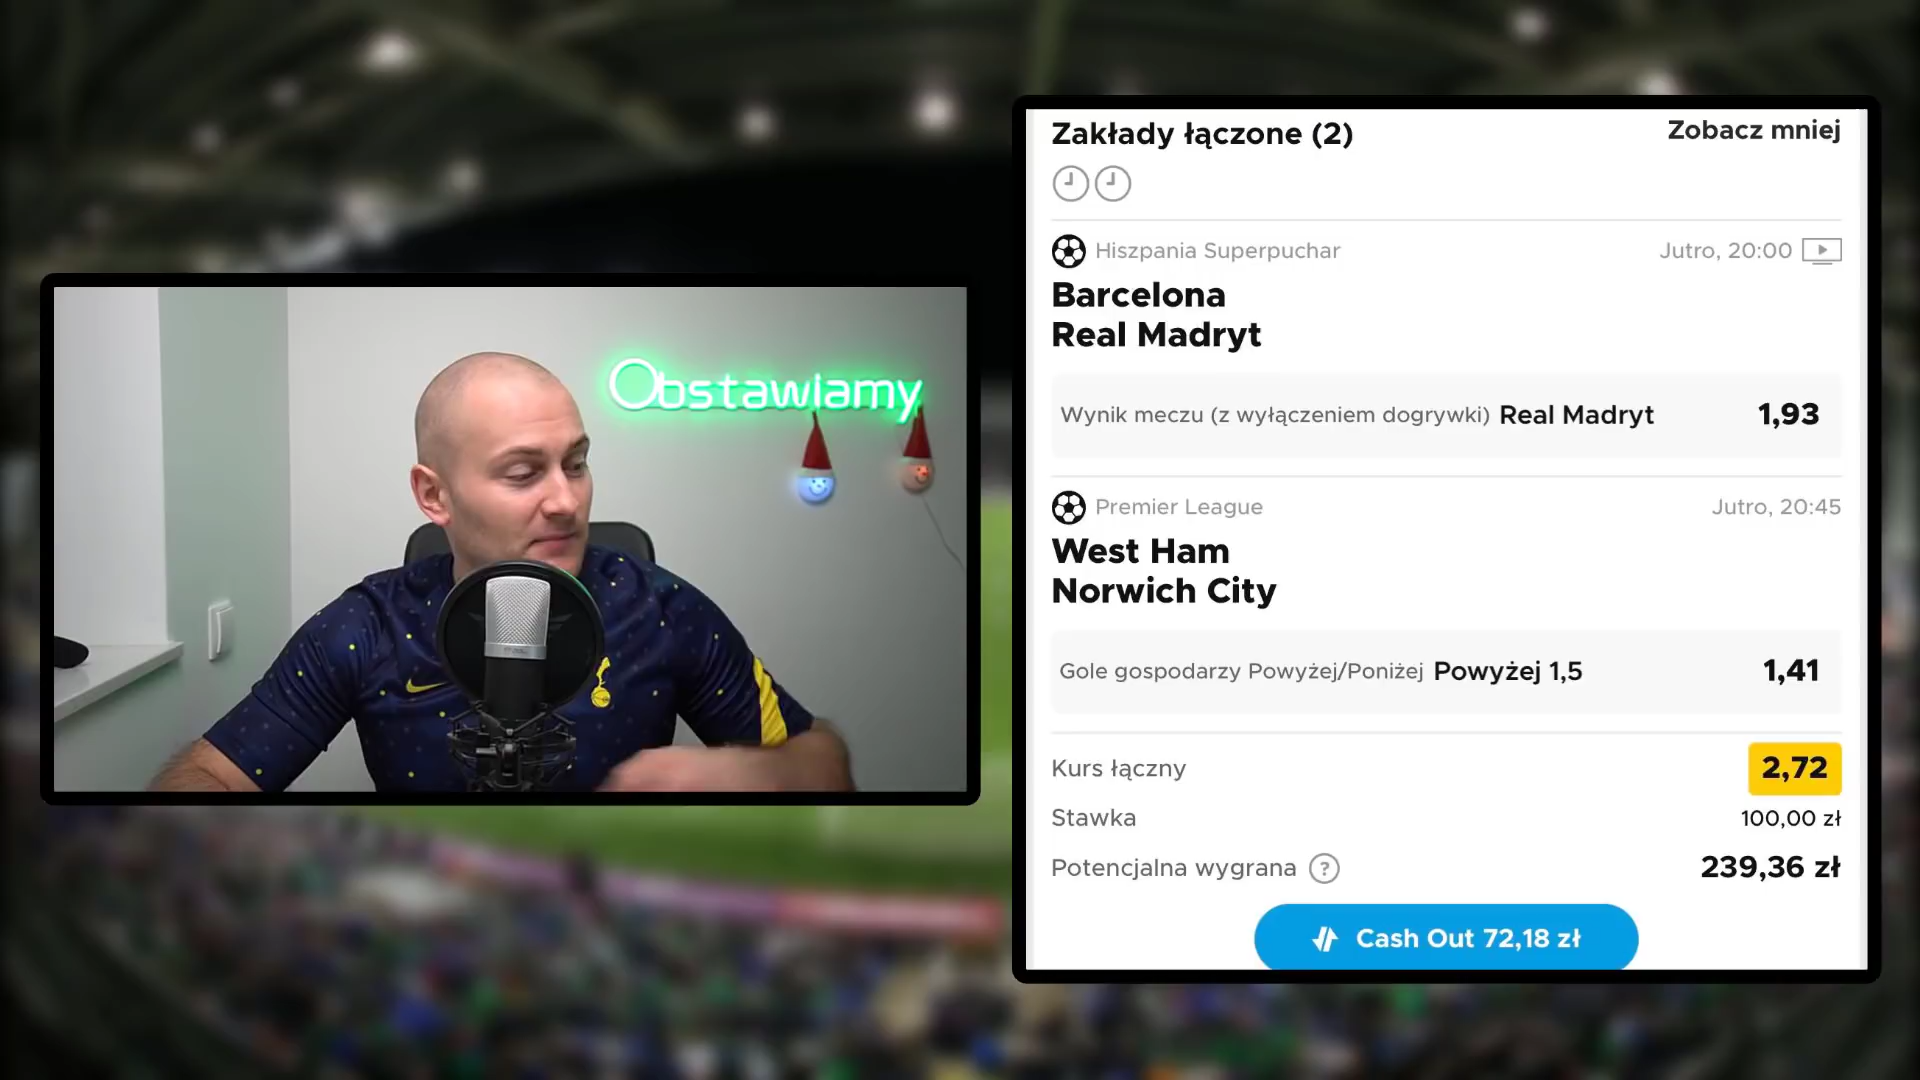 Obstawiamy
Zakłady łączone (2)
Zobacz mniej
Hiszpania Superpuchar
Jutro, 20:00
Barcelona
Real Madryt
Wynik meczu (z wyłączeniem dogrywki) Real Madryt 1,93
Premier League
Jutro, 20:45
West Ham
Norwich City
Gole gospodarzy Powyżej/Poniżej Powyżej 1,5 1,41
Kurs łączny 2,72
Stawka 100,00 zł
Potencjalna wygrana ? 239,36 zł
Cash Out 72,18 zł